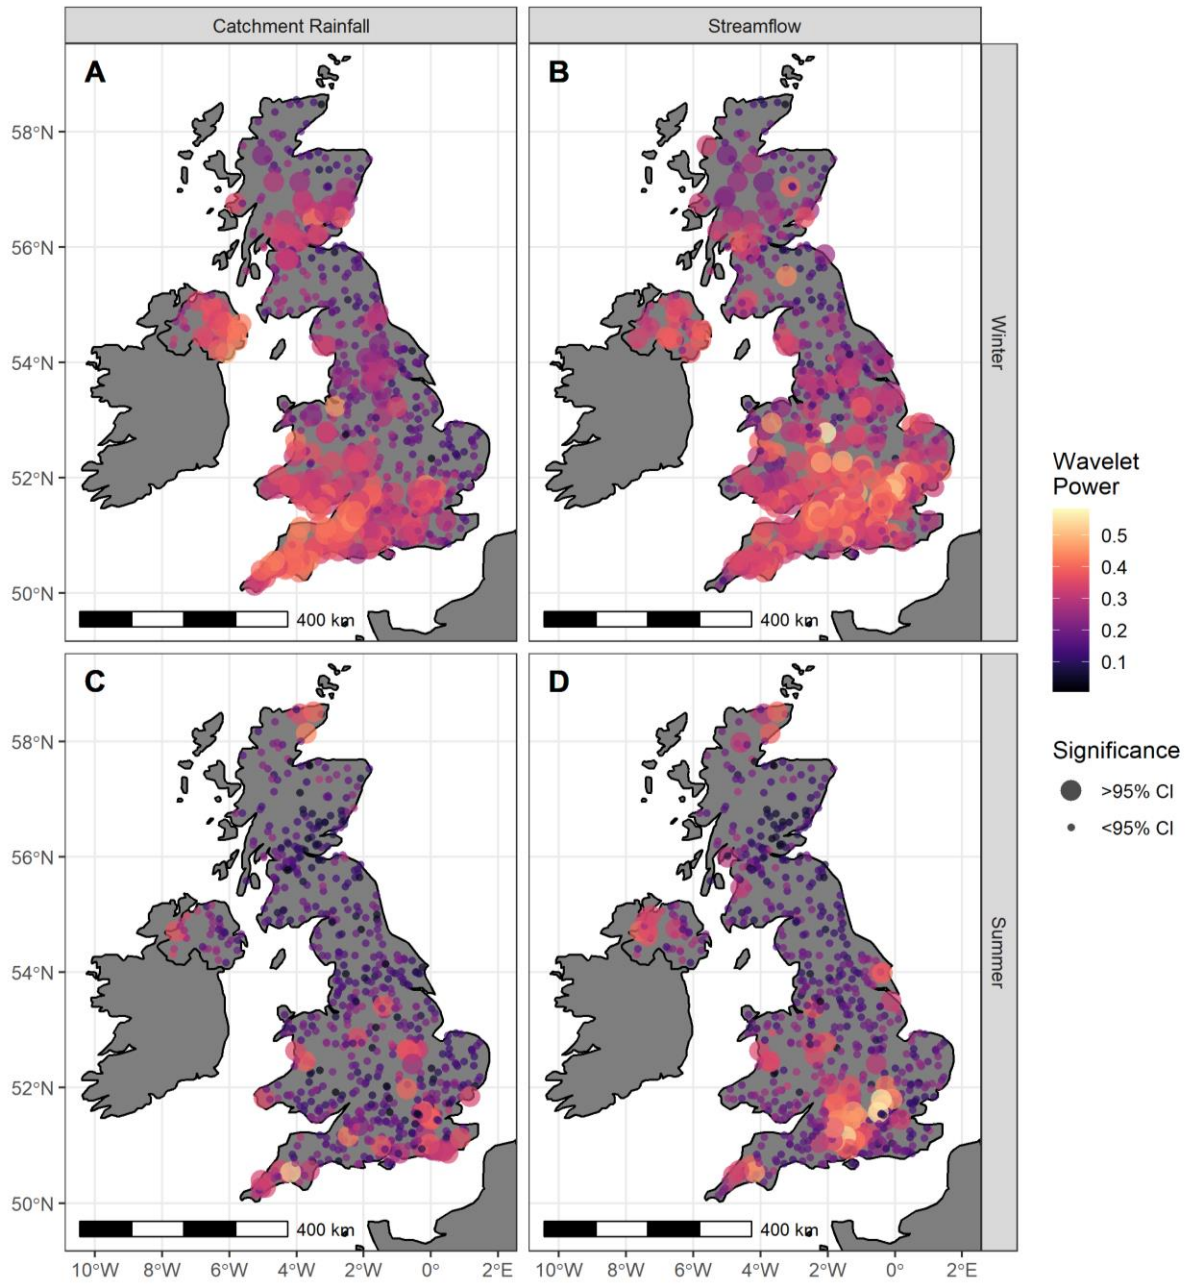 Catchment Rainfall
Streamflow
A
B
58°N
56°N
54°N
52°N
50°N
400 km
400 km
Winter
C
D
58°N
56°N
54°N
52°N
50°N
400 km
400 km
Summer
10°W 8°W 6°W 4°W 2°W 0° 2°E
10°W 8°W 6°W 4°W 2°W 0° 2°E
Wavelet
Power
0.5
0.4
0.3
0.2
0.1
Significance
>95% CI
<95% CI